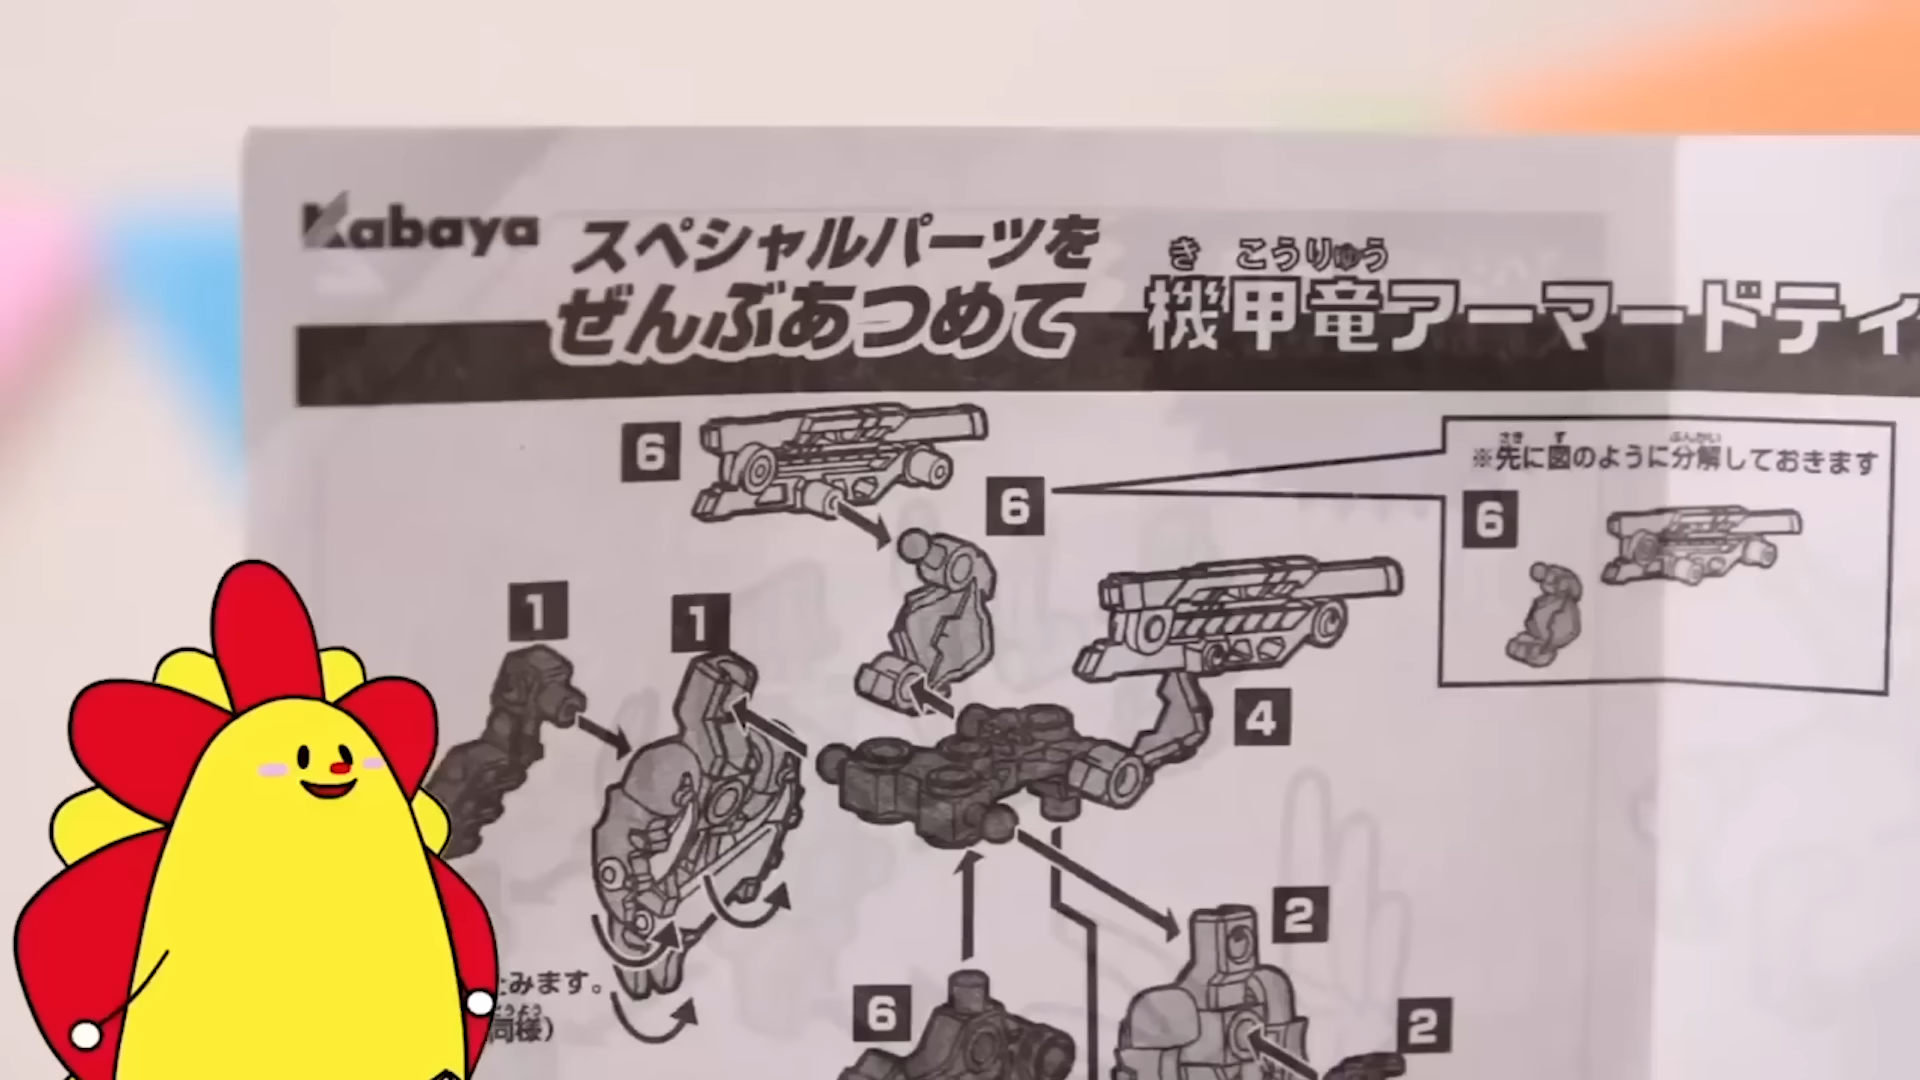 Kabaya
スペシャルパーツを
ぜんぶあつめて
き こうりゅう
機甲竜アーマードティ
6
6
さき ず ぶんかい
※先に図のように分解しておきます
6
1
1
4
2
6
2
みます。
同様)